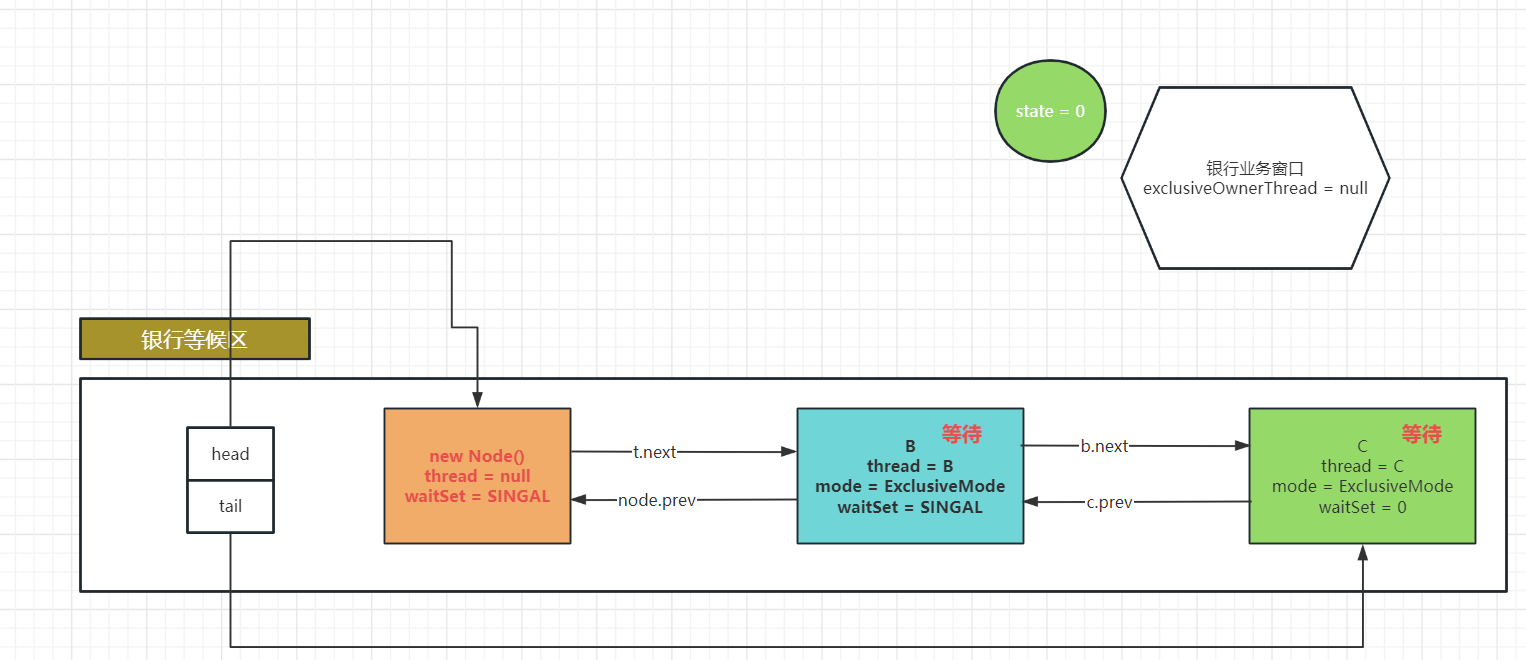 state = 0
银行业务窗口
exclusiveOwnerThread = null
银行等候区
head
tail
new Node()
thread = null
waitSet = SINGAL
t.next
node.prev
等待
B
thread = B
mode = ExclusiveMode
waitSet = SINGAL
b.next
c.prev
等待
C
thread = C
mode = ExclusiveMode
waitSet = 0